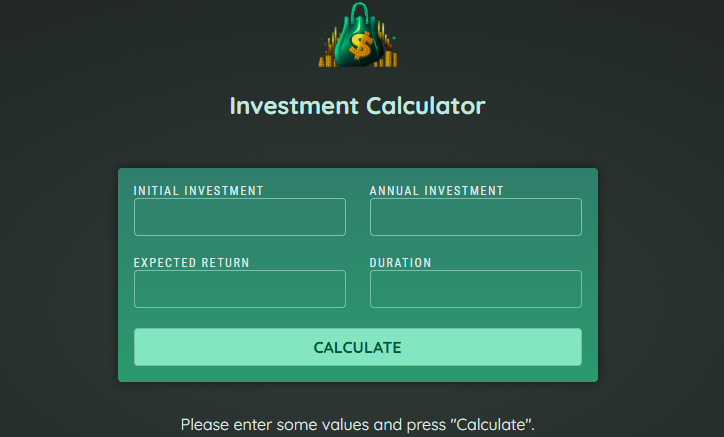 $
Investment Calculator
INITIAL INVESTMENT ANNUAL INVESTMENT
EXPECTED RETURN DURATION
CALCULATE
Please enter some values and press "Calculate".